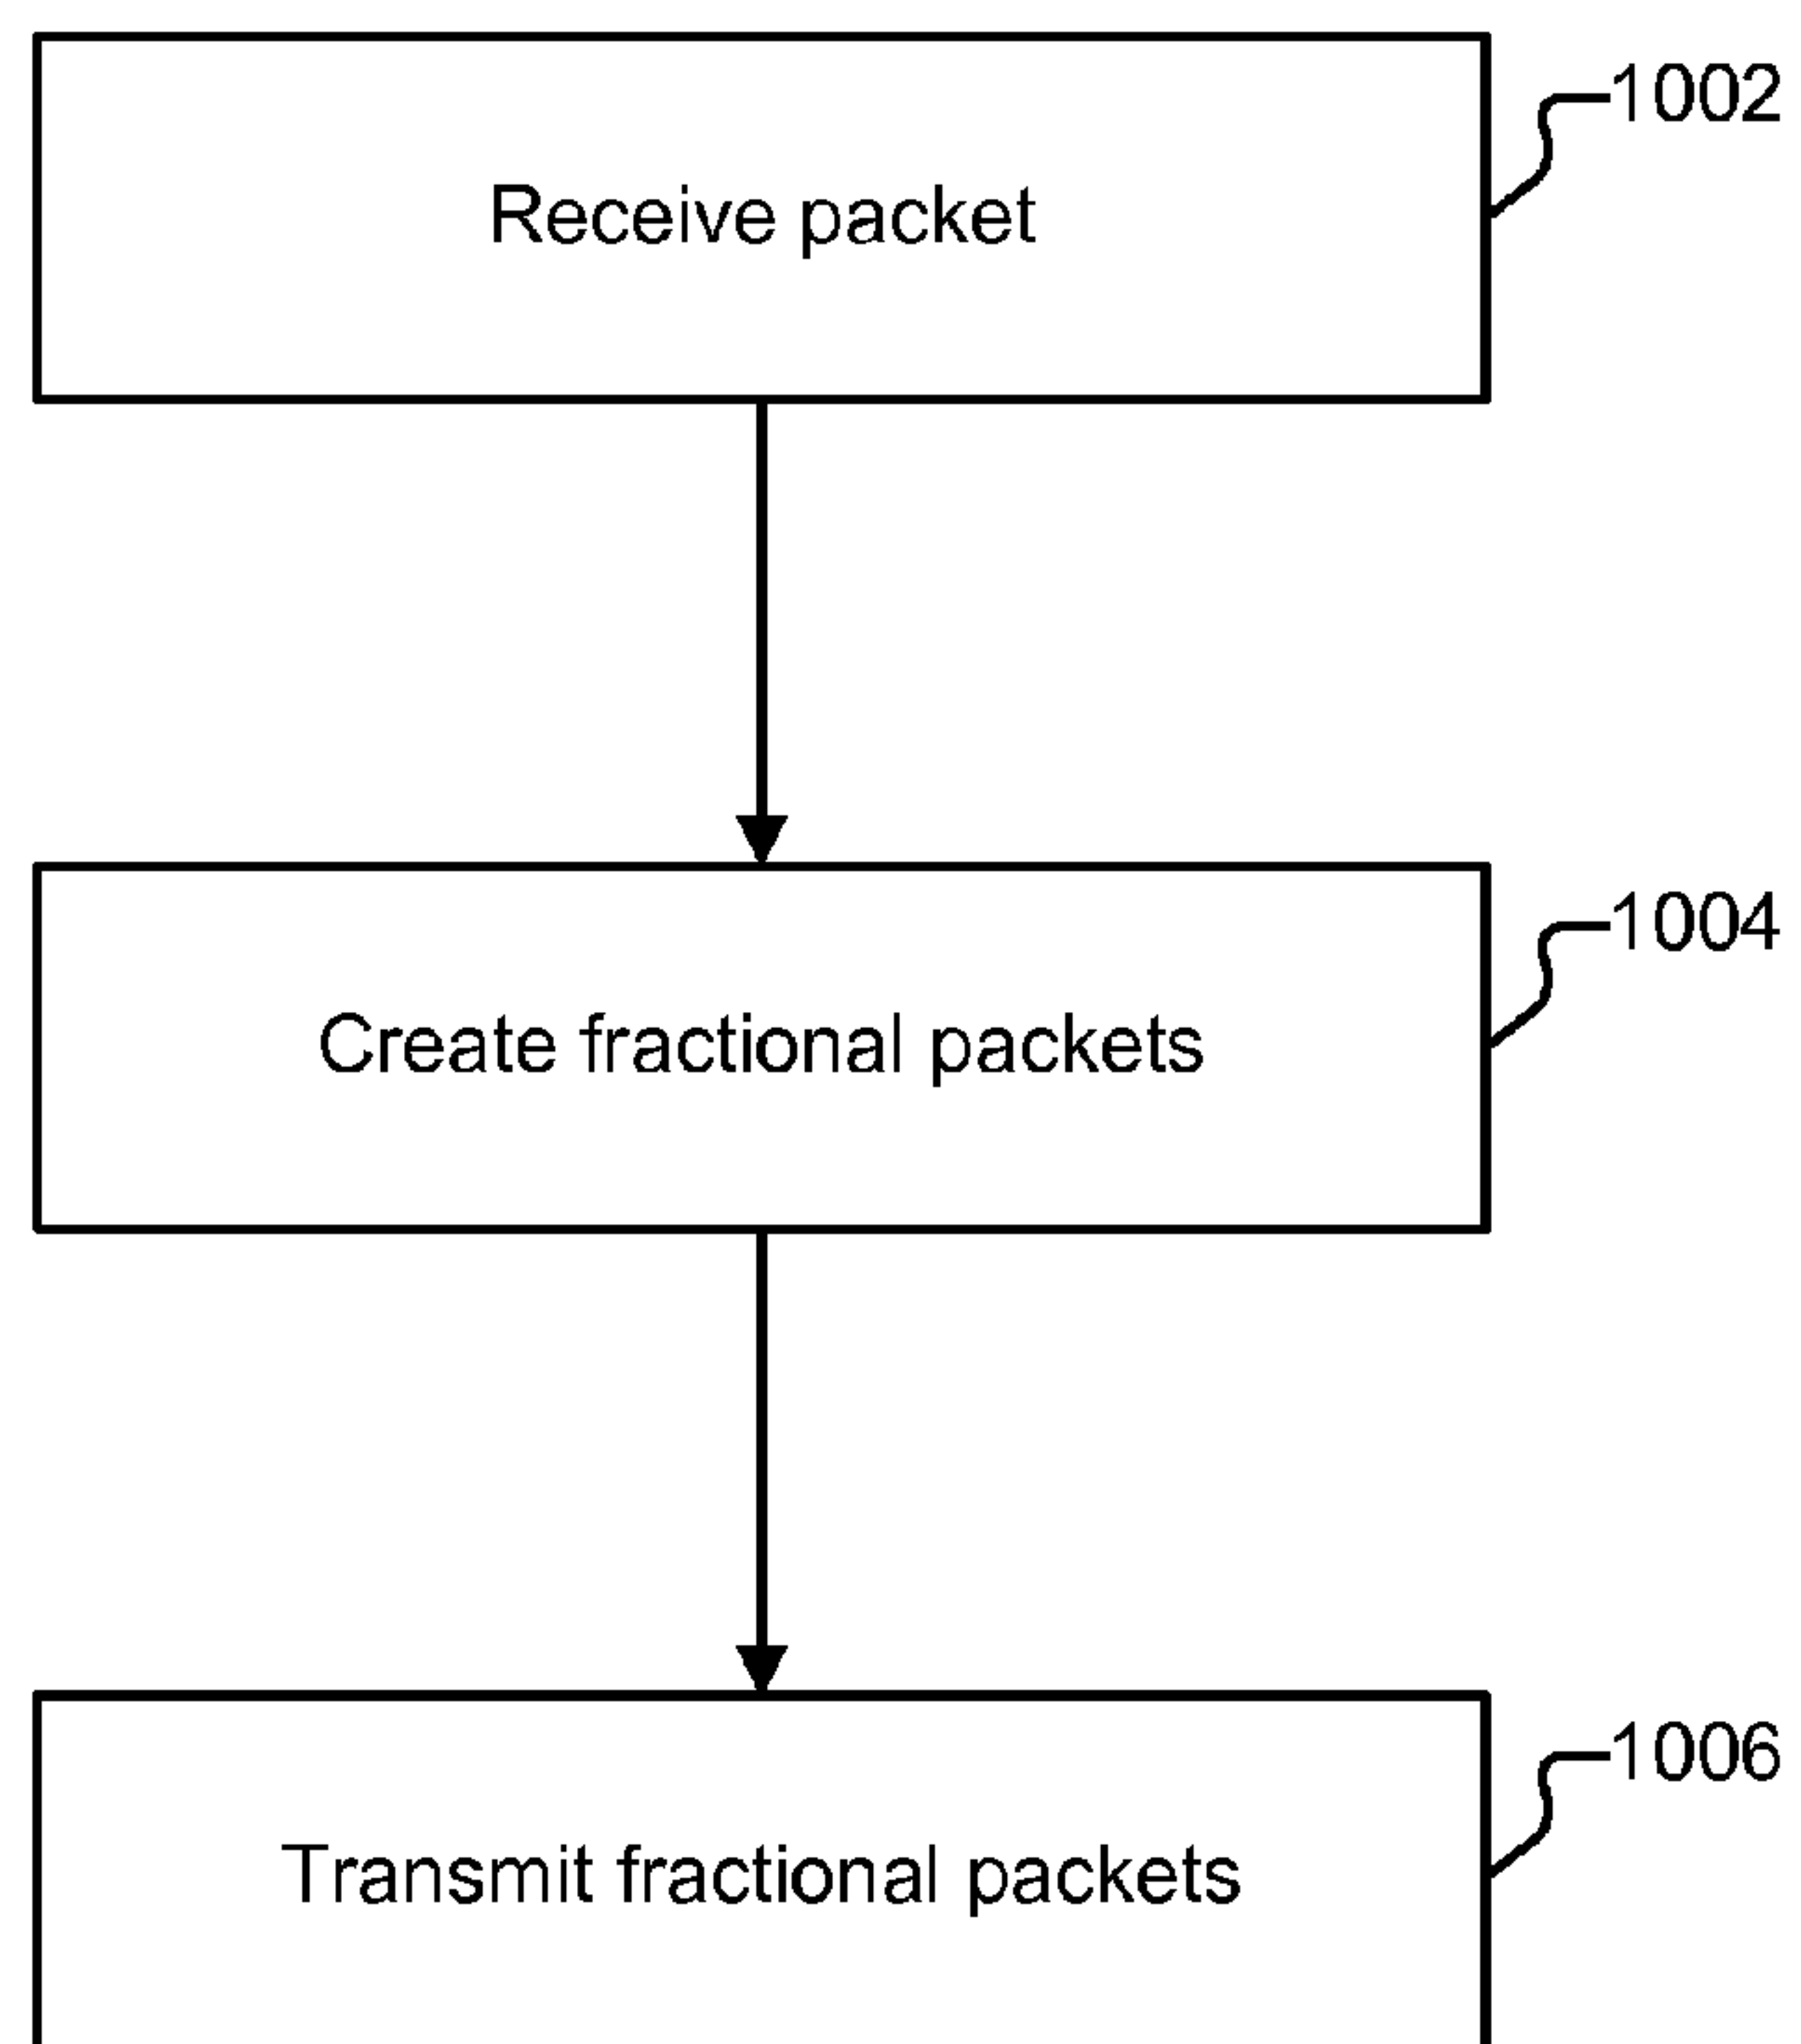 1002
Receive packet
1004
Create fractional packets
1006
Transmit fractional packets